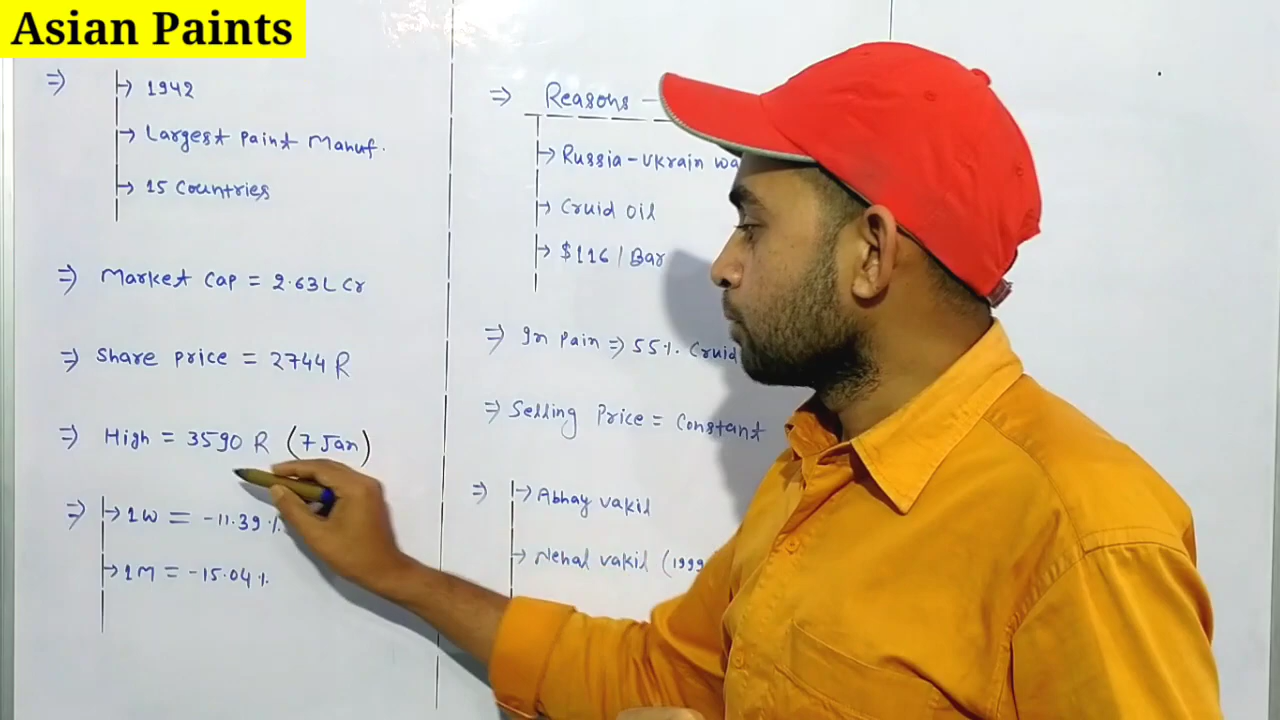 Asian Paints
⇒ → 1942
→ Largest paint Manuf.
→ 15 Countries
⇒ Market Cap = 2.63L Cr
⇒ Share price = 2744 R
⇒ High = 3590 R (7 Jan)
⇒ → 1W = -11.39%
→ 1M = -15.04%
⇒ Reasons -
→ Russia-Ukrain wa
→ Cruid Oil
→ $116 / Bar
⇒ In Pain ⇒ 55%. Cruid
⇒ Selling Price = Constant
⇒ → Abhay vakil
→ Nehal vakil (1999